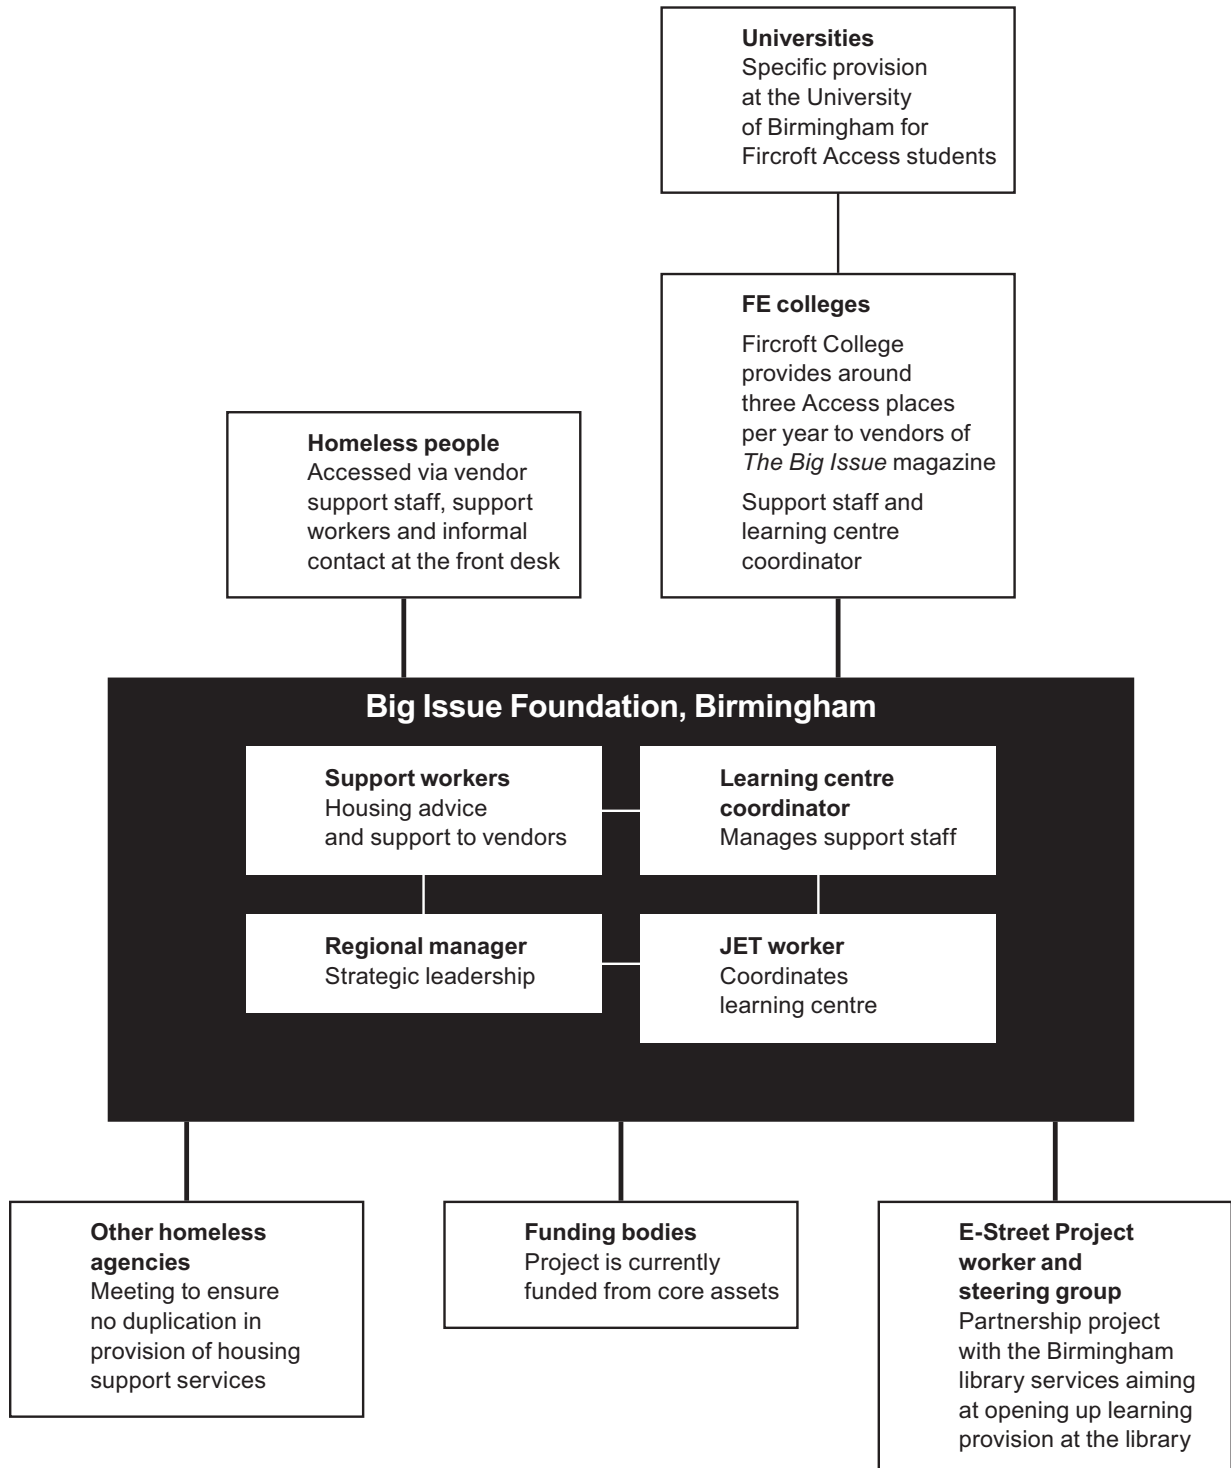 Universities
Specific provision
at the University
of Birmingham for
Fircroft Access students
FE colleges
Fircroft College
provides around
three Access places
per year to vendors of
The Big Issue magazine
Support staff and
learning centre
coordinator
Homeless people
Accessed via vendor
support staff, support
workers and informal
contact at the front desk
Big Issue Foundation, Birmingham
Support workers
Housing advice
and support to vendors
Learning centre
coordinator
Manages support staff
Regional manager
Strategic leadership
JET worker
Coordinates
learning centre
Other homeless
agencies
Meeting to ensure
no duplication in
provision of housing
support services
Funding bodies
Project is currently
funded from core assets
E-Street Project
worker and
steering group
Partnership project
with the Birmingham
library services aiming
at opening up learning
provision at the library